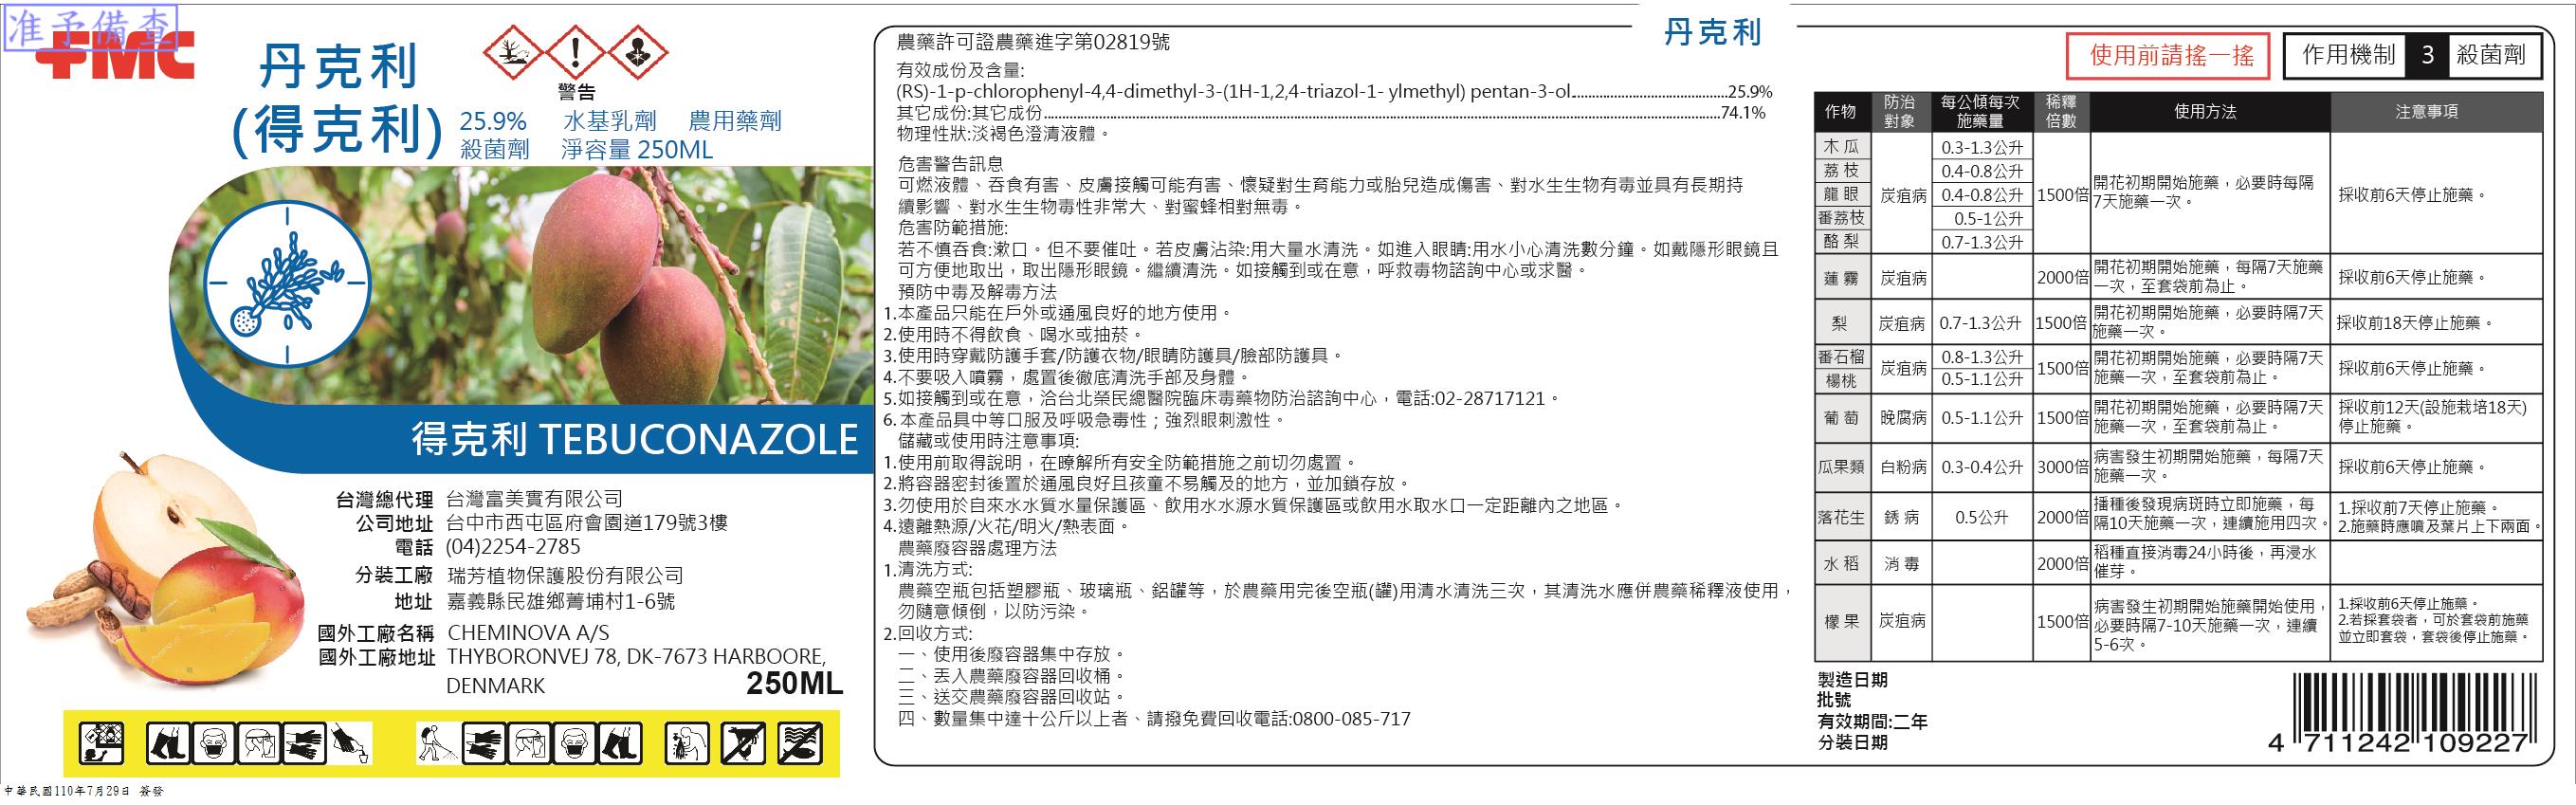 准予備查
FMC
丹克利
(得克利)
警告
25.9% 水基乳劑 農用藥劑
殺菌劑 淨容量 250ML
得克利 TEBUCONAZOLE
台灣總代理 台灣富美實有限公司
公司地址 台中市西屯區府會園道179號3樓
電話 (04)2254-2785
分裝工廠 瑞芳植物保護股份有限公司
地址 嘉義縣民雄鄉菁埔村1-6號
國外工廠名稱 CHEMINOVA A/S
國外工廠地址 THYBORONVEJ 78, DK-7673 HARBOORE,
DENMARK
250ML
中華民國110年7月29日 簽發
丹克利
農藥許可證農藥進字第02819號
有效成份及含量:
(RS)-1-p-chlorophenyl-4,4-dimethyl-3-(1H-1,2,4-triazol-1- ylmethyl) pentan-3-ol................................25.9%
其它成份:其它成份................................74.1%
物理性狀:淡褐色澄清液體。
危害警告訊息
可燃液體、吞食有害、皮膚接觸可能有害、懷疑對生育能力或胎兒造成傷害、對水生生物有毒並具有長期持
續影響、對水生生物毒性非常大、對蜜蜂相對無毒。
危害防範措施:
若不慎吞食:漱口。但不要催吐。若皮膚沾染:用大量水清洗。如進入眼睛:用水小心清洗數分鐘。如戴隱形眼鏡且
可方便地取出，取出隱形眼鏡。繼續清洗。如接觸到或在意，呼救毒物諮詢中心或求醫。
預防中毒及解毒方法
1.本產品只能在戶外或通風良好的地方使用。
2.使用時不得飲食、喝水或抽菸。
3.使用時穿戴防護手套/防護衣物/眼睛防護具/臉部防護具。
4.不要吸入噴霧，處置後徹底清洗手部及身體。
5.如接觸到或在意，洽台北榮民總醫院臨床毒藥物防治諮詢中心，電話:02-28717121。
6.本產品具中等口服及呼吸急毒性；強烈眼刺激性。
儲藏或使用時注意事項:
1.使用前取得說明，在瞭解所有安全防範措施之前切勿處置。
2.將容器密封後置於通風良好且孩童不易觸及的地方，並加鎖存放。
3.勿使用於自來水水質水量保護區、飲用水水源水質保護區或飲用水取水口一定距離內之地區。
4.遠離熱源/火花/明火/熱表面。
農藥廢容器處理方法
1.清洗方式:
農藥空瓶包括塑膠瓶、玻璃瓶、鋁罐等，於農藥用完後空瓶(罐)用清水清洗三次，其清洗水應併農藥稀釋液使用，
勿隨意傾倒，以防污染。
2.回收方式:
一、使用後廢容器集中存放。
二、丟入農藥廢容器回收桶。
三、送交農藥廢容器回收站。
四、數量集中達十公斤以上者、請撥免費回收電話:0800-085-717
使用前請搖一搖
作用機制 3 殺菌劑
作物 防治對象 每公頃每次施藥量 稀釋倍數 使用方法 注意事項
木瓜 炭疽病 0.3-1.3公升 1500倍 開花初期開始施藥，必要時每隔7天施藥一次。 採收前6天停止施藥。
荔枝 0.4-0.8公升
龍眼 0.4-0.8公升
番荔枝 0.5-1公升
酪梨 0.7-1.3公升
蓮霧 炭疽病 2000倍 開花初期開始施藥，每隔7天施藥一次，至套袋前為止。 採收前6天停止施藥。
梨 炭疽病 0.7-1.3公升 1500倍 開花初期開始施藥，必要時隔7天施藥一次。 採收前18天停止施藥。
番石榴 炭疽病 0.8-1.3公升 1500倍 開花初期開始施藥，必要時隔7天施藥一次，至套袋前為止。 採收前6天停止施藥。
楊桃 0.5-1.1公升
葡萄 晚腐病 0.5-1.1公升 1500倍 開花初期開始施藥，必要時隔7天施藥一次，至套袋前為止。 採收前12天(設施栽培18天)停止施藥。
瓜果類 白粉病 0.3-0.4公升 3000倍 病害發生初期開始施藥，每隔7天施藥一次。 採收前6天停止施藥。
落花生 銹病 0.5公升 2000倍 播種後發現病斑時立即施藥，每隔10天施藥一次，連續施用四次。 1.採收前7天停止施藥。 2.施藥時應噴及葉片上下兩面。
水稻 消毒 2000倍 稻種直接消毒24小時後，再浸水催芽。
檬果 炭疽病 1500倍 病害發生初期開始施藥開始使用，必要時隔7-10天施藥一次，連續5-6次。 1.採收前6天停止施藥。 2.若採套袋者，可於套袋前施藥並立即套袋，套袋後停止施藥。
製造日期
批號
有效期間:二年
分裝日期
4 711242 109227